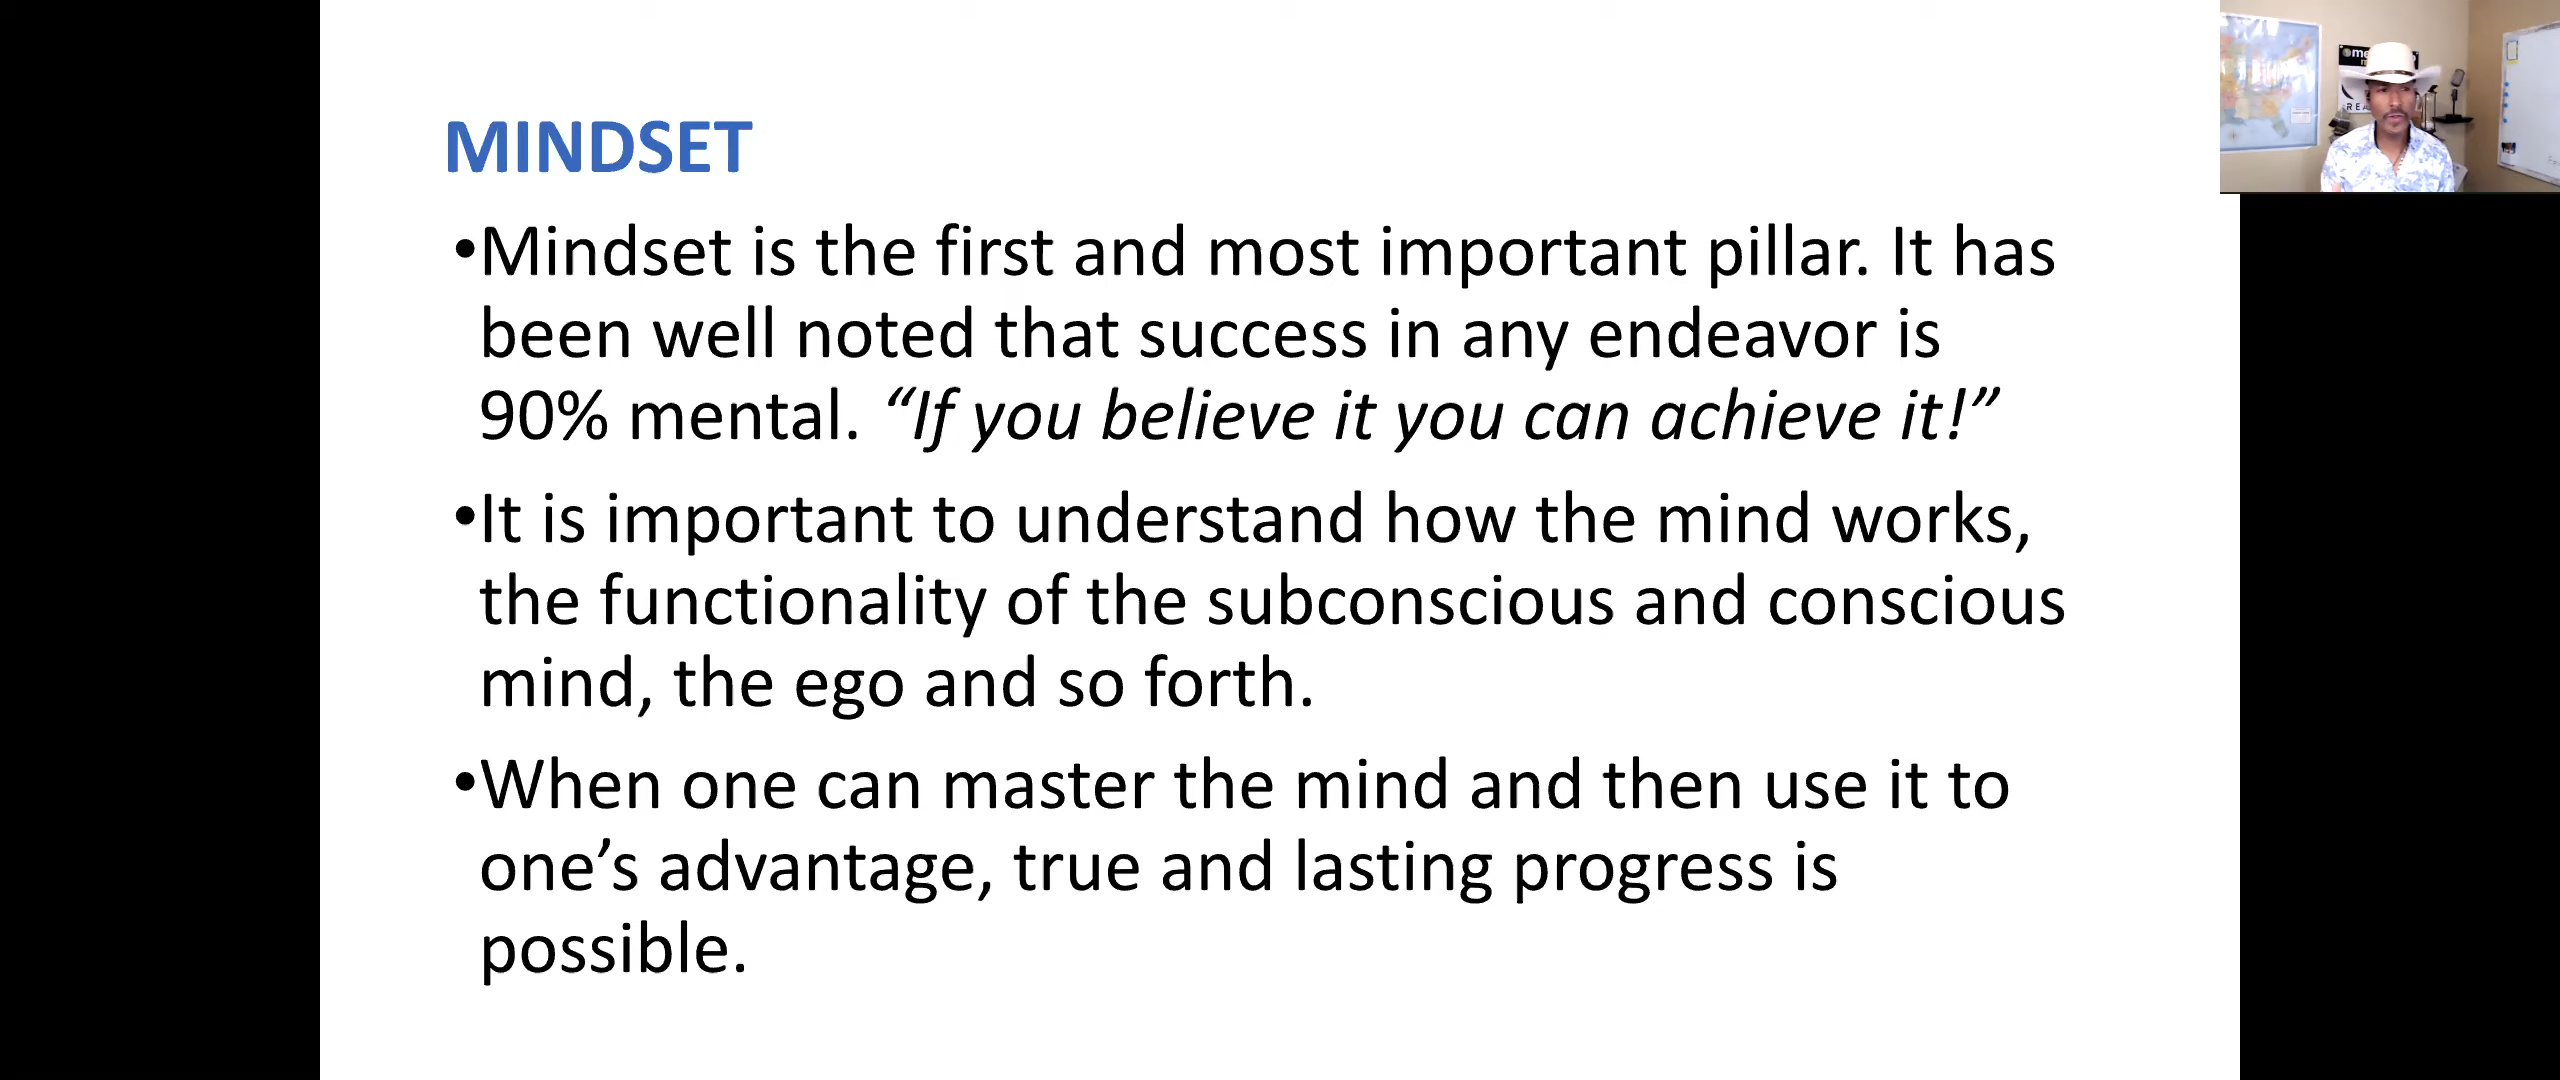 MINDSET
•Mindset is the first and most important pillar. It has
been well noted that success in any endeavor is
90% mental. “If you believe it you can achieve it!”
•It is important to understand how the mind works,
the functionality of the subconscious and conscious
mind, the ego and so forth.
•When one can master the mind and then use it to
one’s advantage, true and lasting progress is
possible.